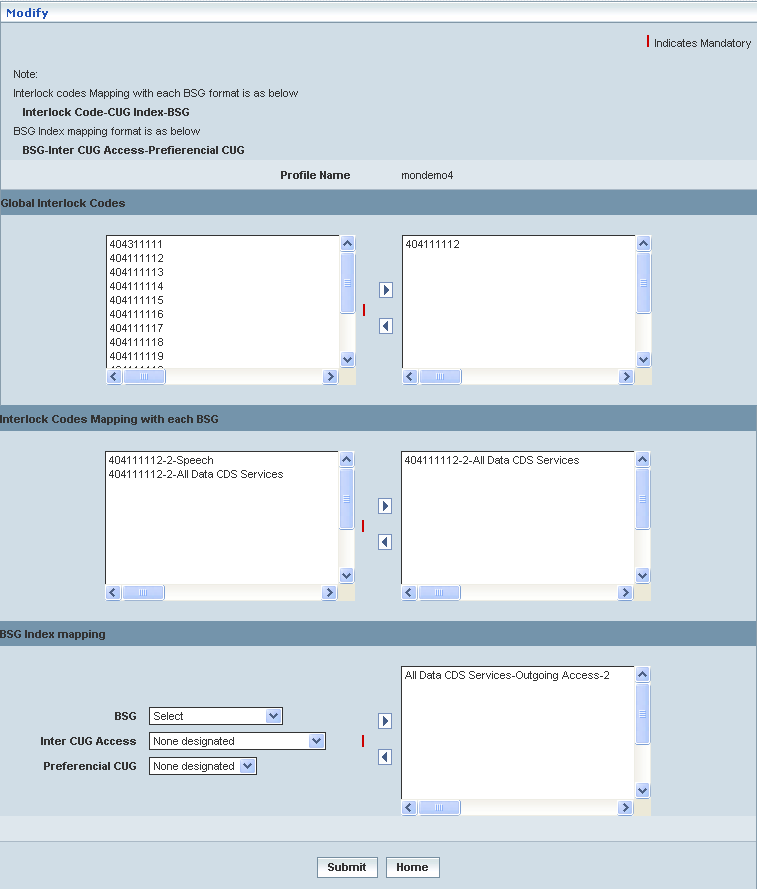 Modify
Indicates Mandatory
Note:
Interlock codes Mapping with each BSG format is as below
Interlock Code-CUG Index-BSG
BSG Index mapping format is as below
BSG-Inter CUG Access-Prefierencial CUG
Profile Name mondemo4
Global Interlock Codes
404311111
404111112
404111113
404111114
404111115
404111116
404111117
404111118
404111119
404111112
Interlock Codes Mapping with each BSG
404111112-2-Speech
404111112-2-All Data CDS Services
404111112-2-All Data CDS Services
BSG Index mapping
BSG Select
Inter CUG Access None designated
Preferencial CUG None designated
All Data CDS Services-Outgoing Access-2
Submit Home